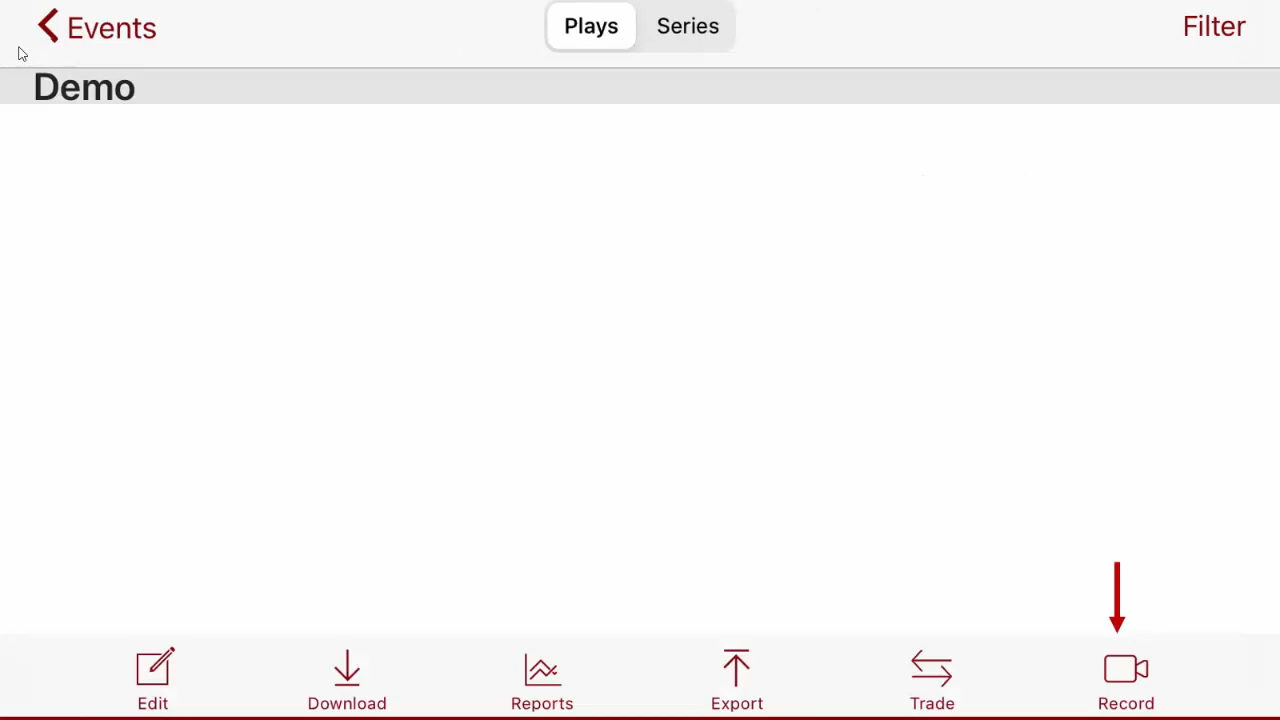 Events
Plays
Series
Filter
Demo
Edit
Download
Reports
Export
Trade
Record